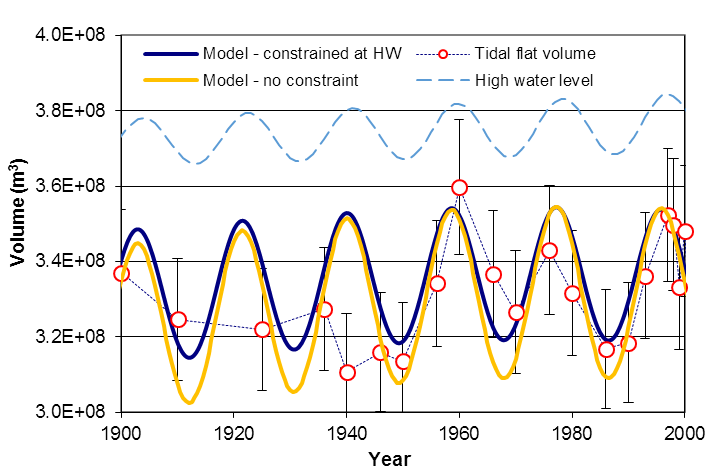 4.0E+08
Model - constrained at HW Tidal flat volume
Model - no constraint High water level
3.8E+08
3.6E+08
Volume (m³)
3.4E+08
3.2E+08
3.0E+08
1900 1920 1940 1960 1980 2000
Year